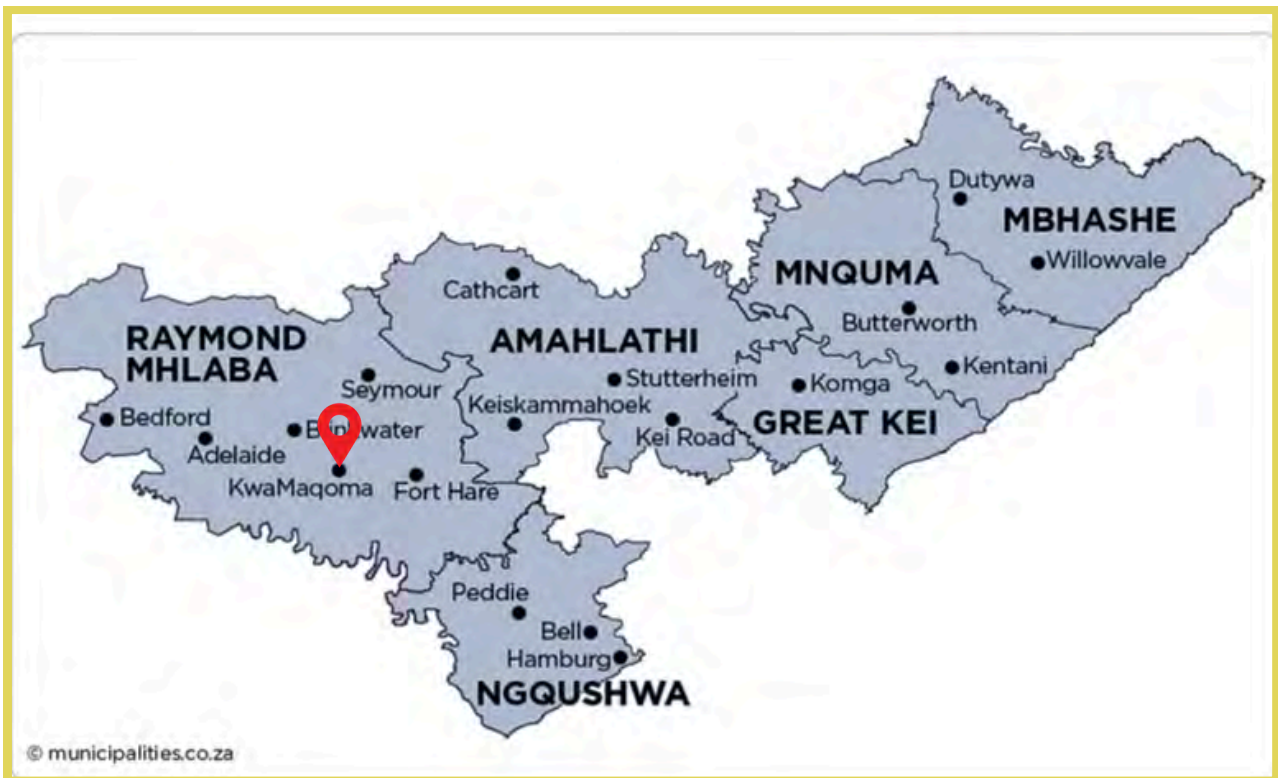 Dutywa
MBHASHE
Willowvale
MNQUMA
Butterworth
Kentani
Cathcart
AMAHLATHI
Stutterheim
Keiskammahoek
Kei Road
Komga
GREAT KEI
RAYMOND
MHLABA
Seymour
Bedford
Adelaide
KwaMaqoma
Fort Hare
Peddie
Bell
Hamburg
NGQUSHWA
© municipalities.co.za